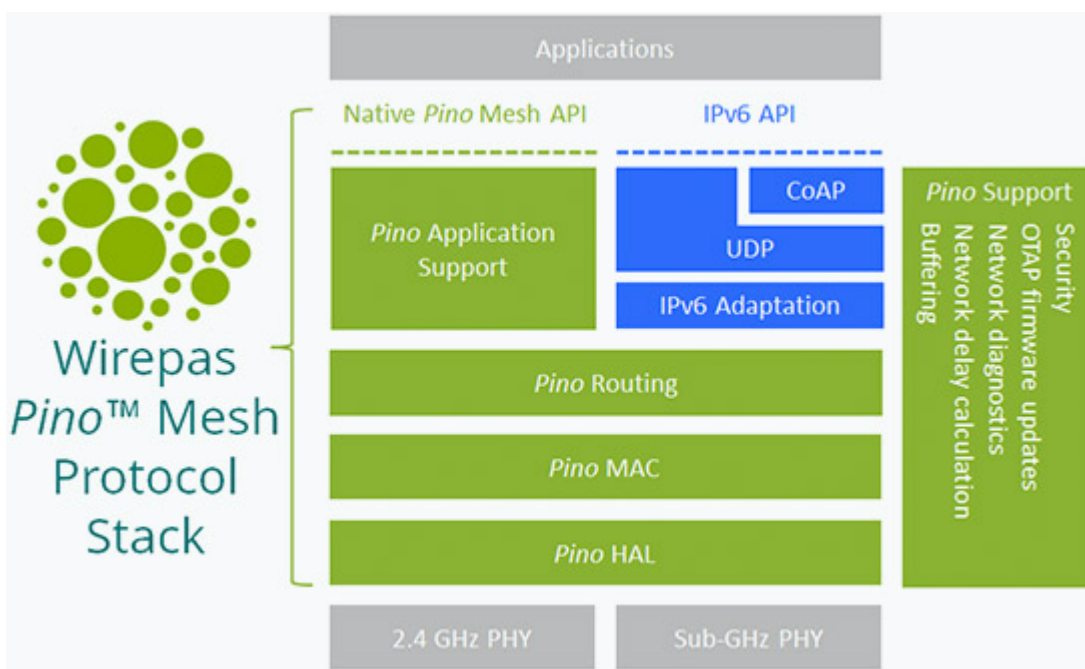 Applications
Native Pino Mesh API
IPv6 API
Pino Application
Support
CoAP
UDP
IPv6 Adaptation
Pino Support
Security
OTAP firmware updates
Network diagnostics
Network delay calculation
Buffering
Wirepas
Pino™ Mesh
Protocol
Stack
Pino Routing
Pino MAC
Pino HAL
2.4 GHz PHY
Sub-GHz PHY